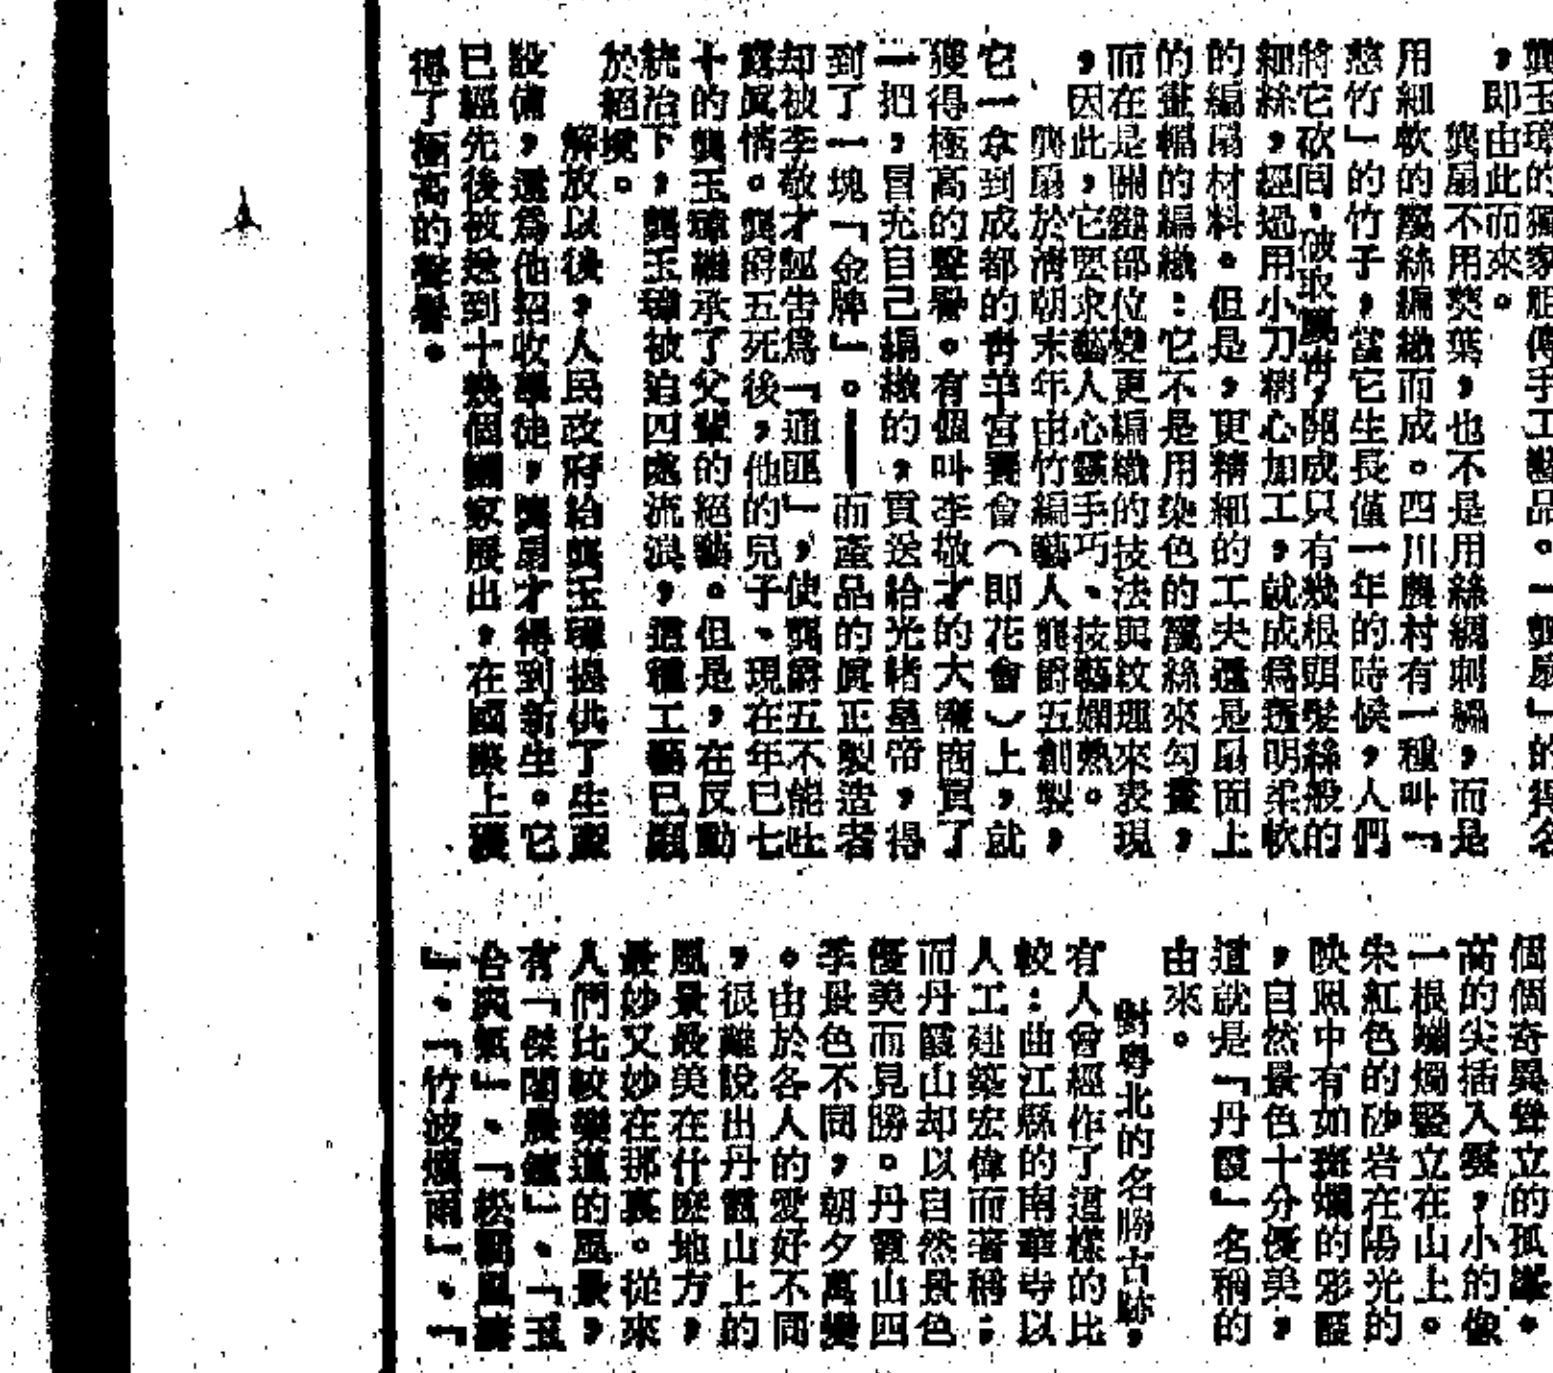 龔玉璋的獨家祖傳手工藝品。「龔扇」的得名
，即由此而來。
龔扇不用葵葉，也不是用絲綢刺繡，而是
用細軟的篾絲編織而成。四川農村有一種叫「
慈竹」的竹子，當它生長僅一年的時候，人們
將它砍回，破取篾青，開成只有幾根頭髮絲般的
細絲，經過用小刀精心加工，就成爲透明柔軟
的編扇材料。但是，更精細的工夫還是扇面上
的畫幅的編織：它不是用染色的篾絲來勾畫，
而在是關鍵部位變更編織的技法與紋理來表現
，因此，它要求藝人心靈手巧、技藝嫻熟。
龔扇於淸朝末年由竹編藝人龔爵五創製，
它一拿到成都的靑羊宮賽會（即花會）上，就
獲得極高的聲譽。有個叫李敬才的大商買了
一把，冒充自己編織的，貢送給光緒皇帝，得
到了一塊「金牌」。——而產品的眞正製造者
却被李敬才誣吿爲「通匪」，使龔爵五不能吐
露眞情。龔爵五死後，他的兒子、現在年已七
十的龔玉璋繼承了父輩的絕藝。但是，在反動
統治下，龔玉璋被迫四處流浪，這種工藝已瀕
於絕境。
解放以後，人民政府給龔玉璋提供了生產
設備，還爲他招收學徒，龔扇才得到新生。它
已經先後被送到十幾個國家展出，在國際上獲
得了極高的聲譽。
個個奇異聳立的孤峯。
高的尖插入雲，小的像
一根蠟燭豎立在山上。
朱紅色的砂岩在陽光的
映照中有如斑爛的彩霞
，自然景色十分優美，
道就是「丹霞」名稱的
由來。
對粤北的名勝古跡，
有人曾經作了這樣的比
較：曲江縣的南華寺以
人工建築宏偉而著稱；
而丹霞山却以自然景色
優美而見勝。丹霞山四
季景色不同，朝夕萬變
。由於各人的愛好不同
，很難說出丹霞山上的
風景最美在什麽地方，
最妙又妙在那裏。從來
人們比較樂道的風景，
有「傑閣晨鐘」、「玉
台爽氣」、「松關風濤
」、「竹坡煙雨」、「